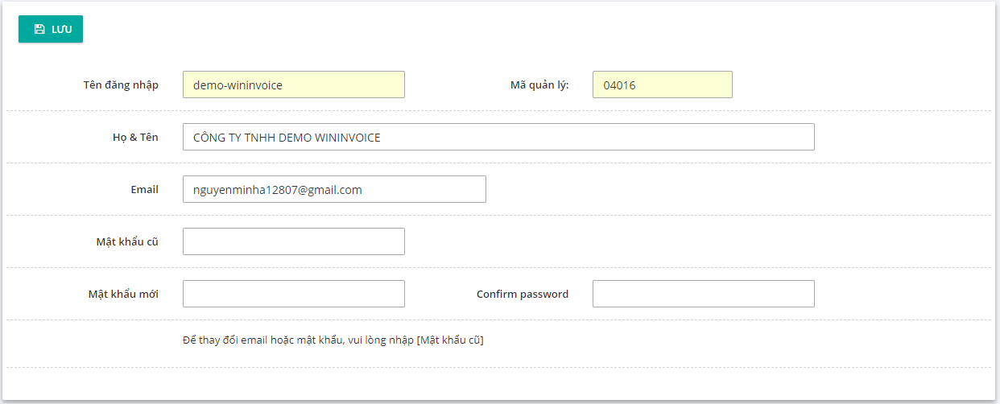 LƯU
Tên đăng nhập demo-wininvoice Mã quản lý: 04016
Họ & Tên CÔNG TY TNHH DEMO WININVOICE
Email nguyenminha12807@gmail.com
Mật khẩu cũ
Mật khẩu mới Confirm password
Để thay đổi email hoặc mật khẩu, vui lòng nhập [Mật khẩu cũ]